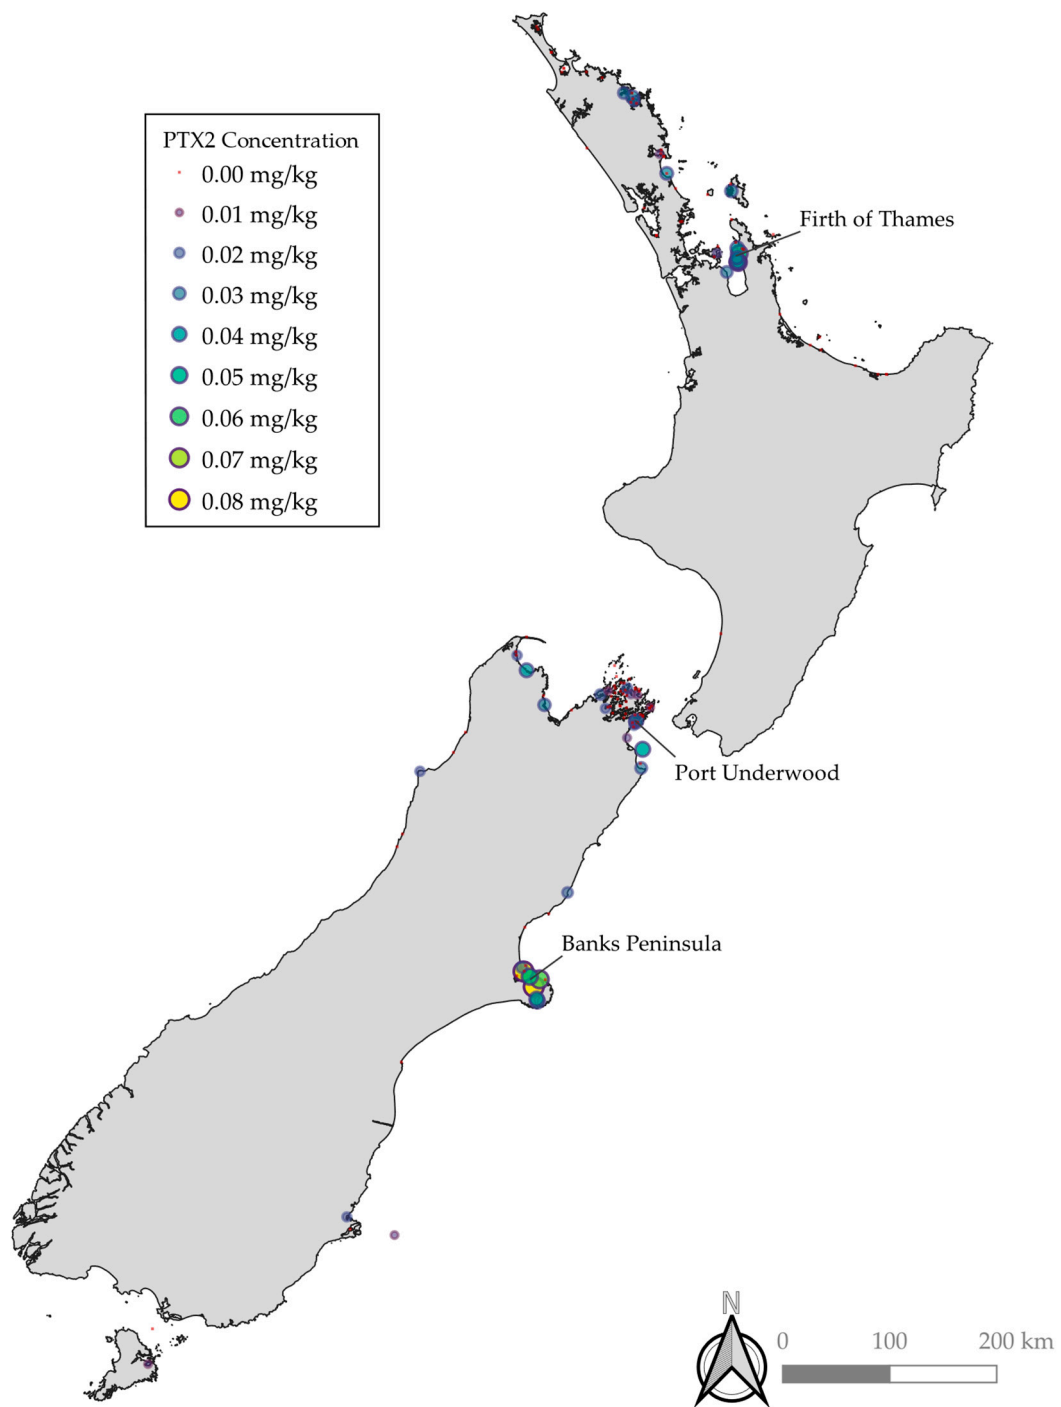 PTX2 Concentration
0.00 mg/kg
0.01 mg/kg
0.02 mg/kg
0.03 mg/kg
0.04 mg/kg
0.05 mg/kg
0.06 mg/kg
0.07 mg/kg
0.08 mg/kg
Firth of Thames
Port Underwood
Banks Peninsula
N
0 100 200 km